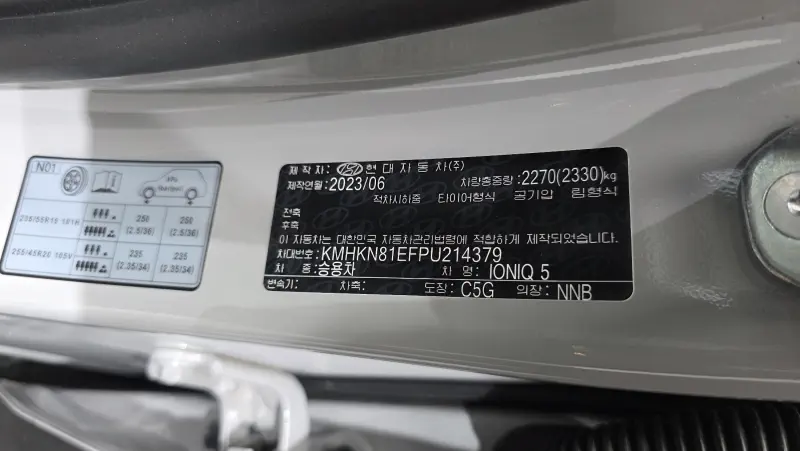 N01
kPa
(bar/psi)
235/55R19 101H 250 (2.5/36) 250 (2.5/36)
255/45R20 105V 235 (2.35/34) 235 (2.35/34)
제작자: 현대자동차(주)
제작연월: 2023/06 차량총중량: 2270(2330)kg
적차시하중 타이어형식 공기압 림형식
전축
후축
이 자동차는 대한민국 자동차관리법령에 적합하게 제작되었습니다.
차대번호: KMHKN81EFPU214379
차 종: 승용차 차 명: IONIQ 5
변속기: 차축: 도장: C5G 의장: NNB